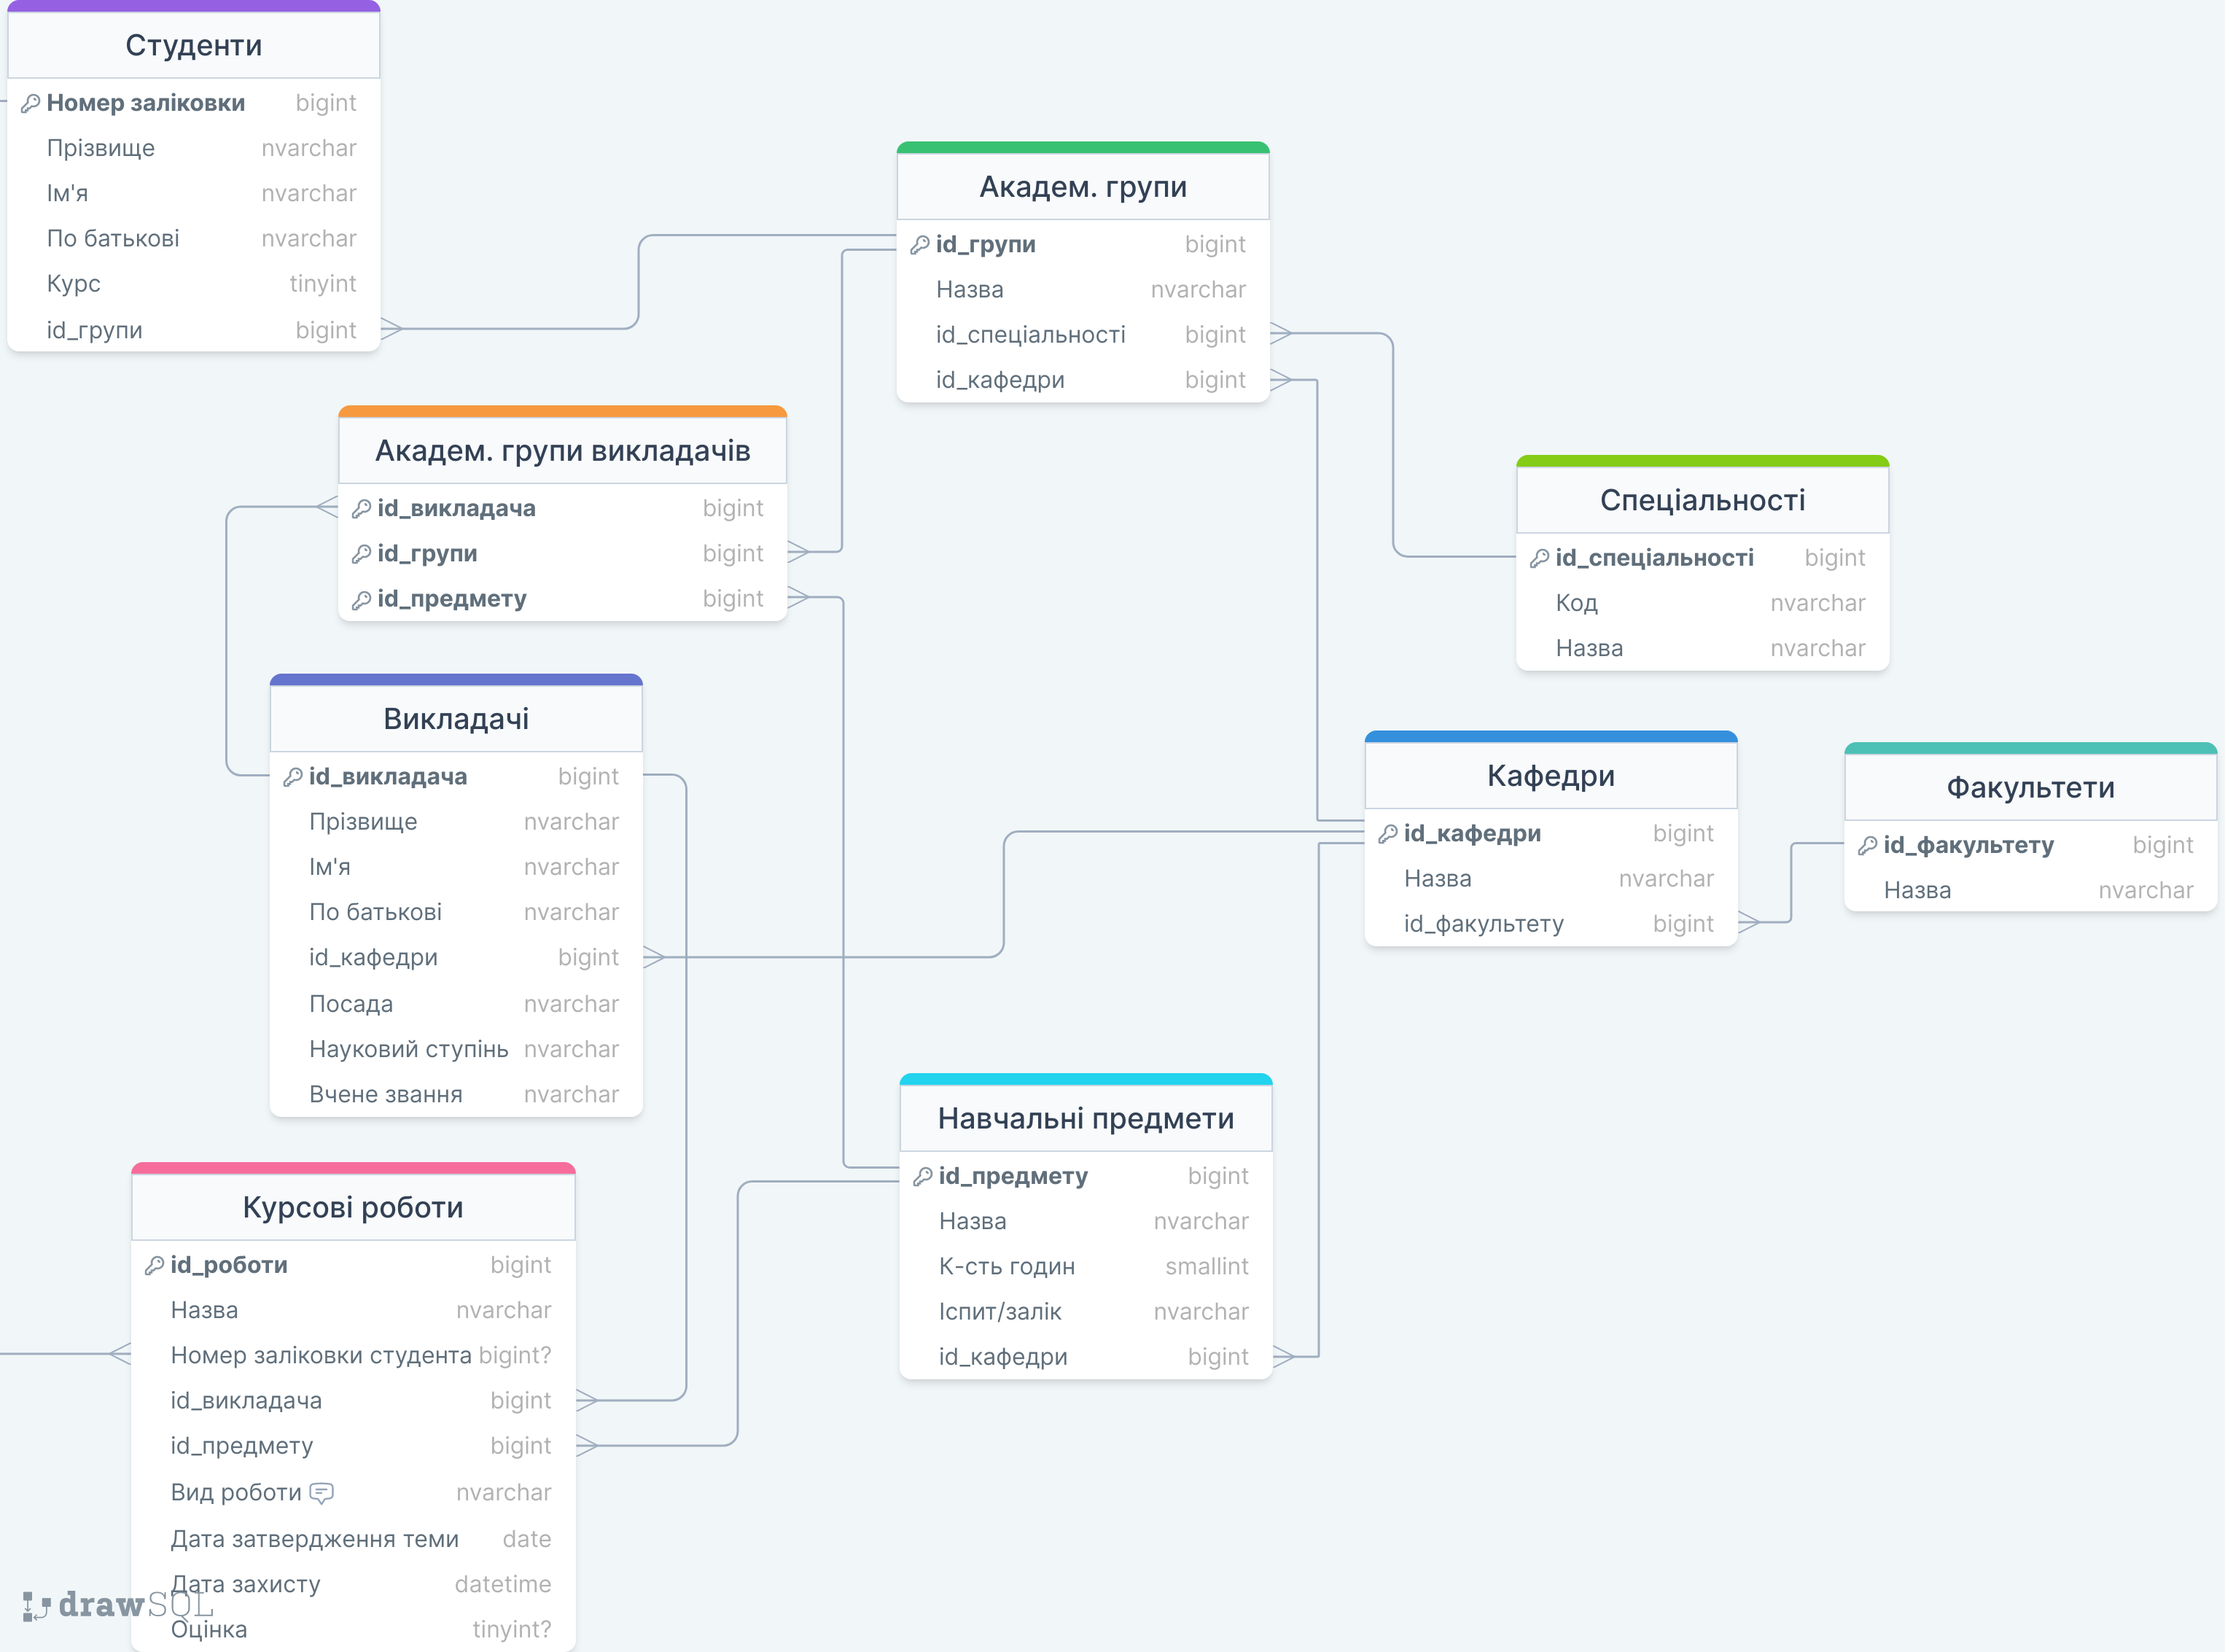 Студенти
Номер заліковки bigint
Прізвище nvarchar
Ім'я nvarchar
По батькові nvarchar
Курс tinyint
id_групи bigint
Академ. групи
id_групи bigint
Назва nvarchar
id_спеціальності bigint
id_кафедри bigint
Академ. групи викладачів
id_викладача bigint
id_групи bigint
id_предмету bigint
Спеціальності
id_спеціальності bigint
Код nvarchar
Назва nvarchar
Викладачі
id_викладача bigint
Прізвище nvarchar
Ім'я nvarchar
По батькові nvarchar
id_кафедри bigint
Посада nvarchar
Науковий ступінь nvarchar
Вчене звання nvarchar
Кафедри
id_кафедри bigint
Назва nvarchar
id_факультету bigint
Факультети
id_факультету bigint
Назва nvarchar
Навчальні предмети
id_предмету bigint
Назва nvarchar
К-сть годин smallint
Іспит/залік nvarchar
id_кафедри bigint
Курсові роботи
id_роботи bigint
Назва nvarchar
Номер заліковки студента bigint?
id_викладача bigint
id_предмету bigint
Вид роботи nvarchar
Дата затвердження теми date
Дата захисту datetime
Оцінка tinyint?
drawSQL